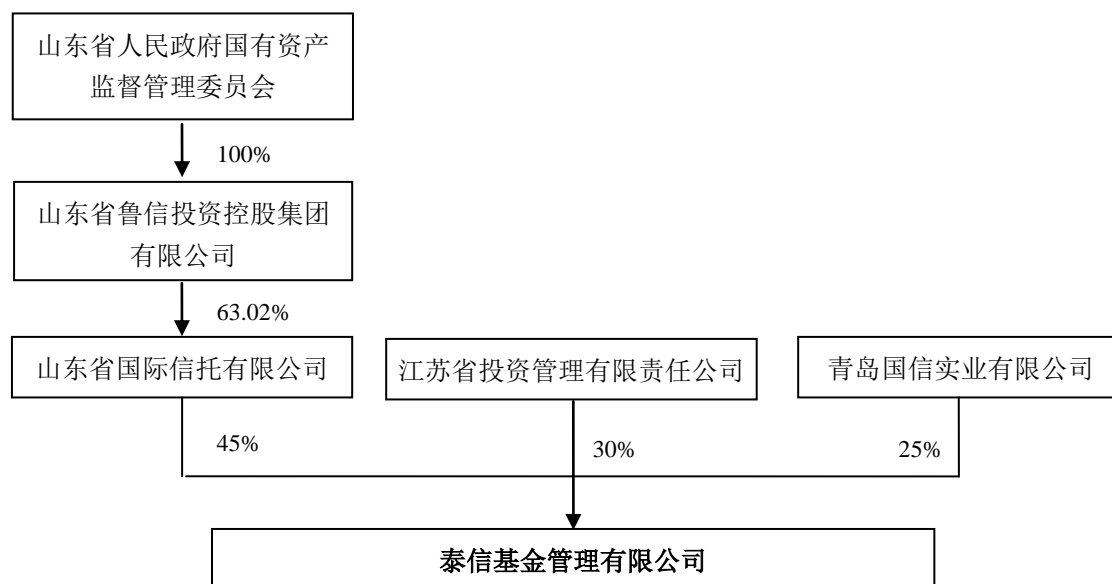 山东省人民政府国有资产
监督管理委员会
100%
山东省鲁信投资控股集团
有限公司
63.02%
山东省国际信托有限公司
江苏省投资管理有限责任公司
青岛国信实业有限公司
45%
30%
25%
泰信基金管理有限公司